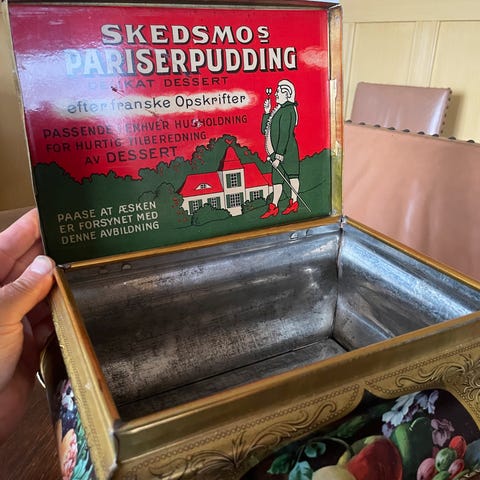 SKEDSMOS
PARISERPUDDING
DELIKAT DESSERT
efter franske Opskrifter
PASSENDE I ENHVER HUSHOLDNING
FOR HURTIG TILBEREDNING
AV DESSERT
PAASE AT ÆSKEN
ER FORSYNET MED
DENNE AVBILDNING